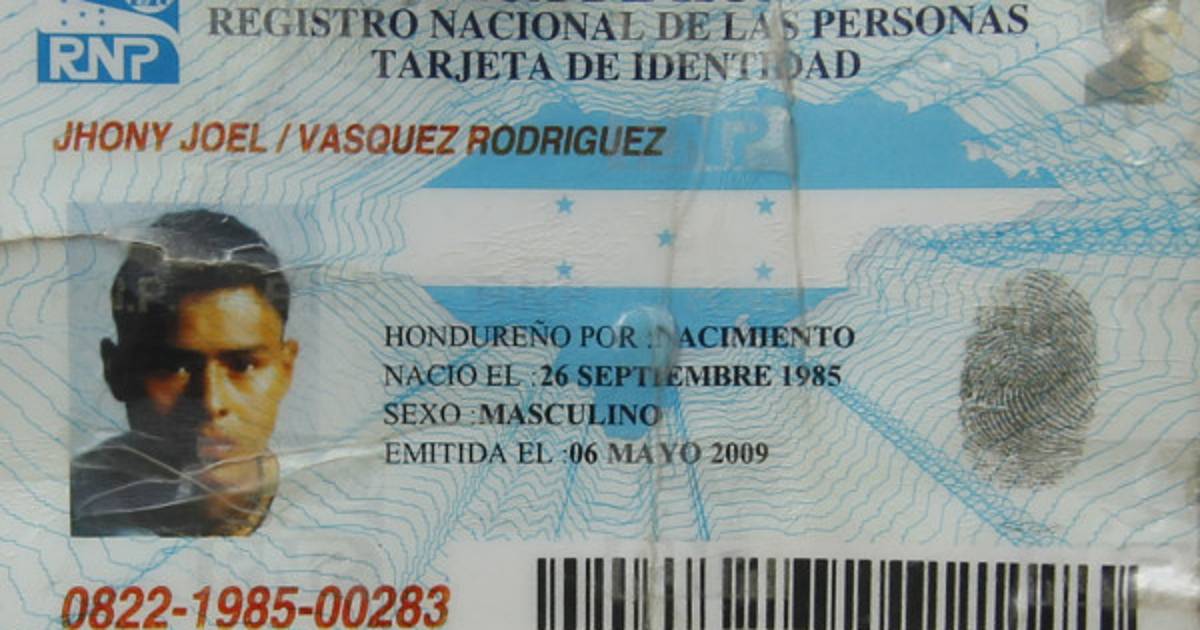 RNP
REGISTRO NACIONAL DE LAS PERSONAS
TARJETA DE IDENTIDAD
JHONY JOEL / VASQUEZ RODRIGUEZ
HONDUREÑO POR :NACIMIENTO
NACIO EL :26 SEPTIEMBRE 1985
SEXO :MASCULINO
EMITIDA EL :06 MAYO 2009
0822-1985-00283